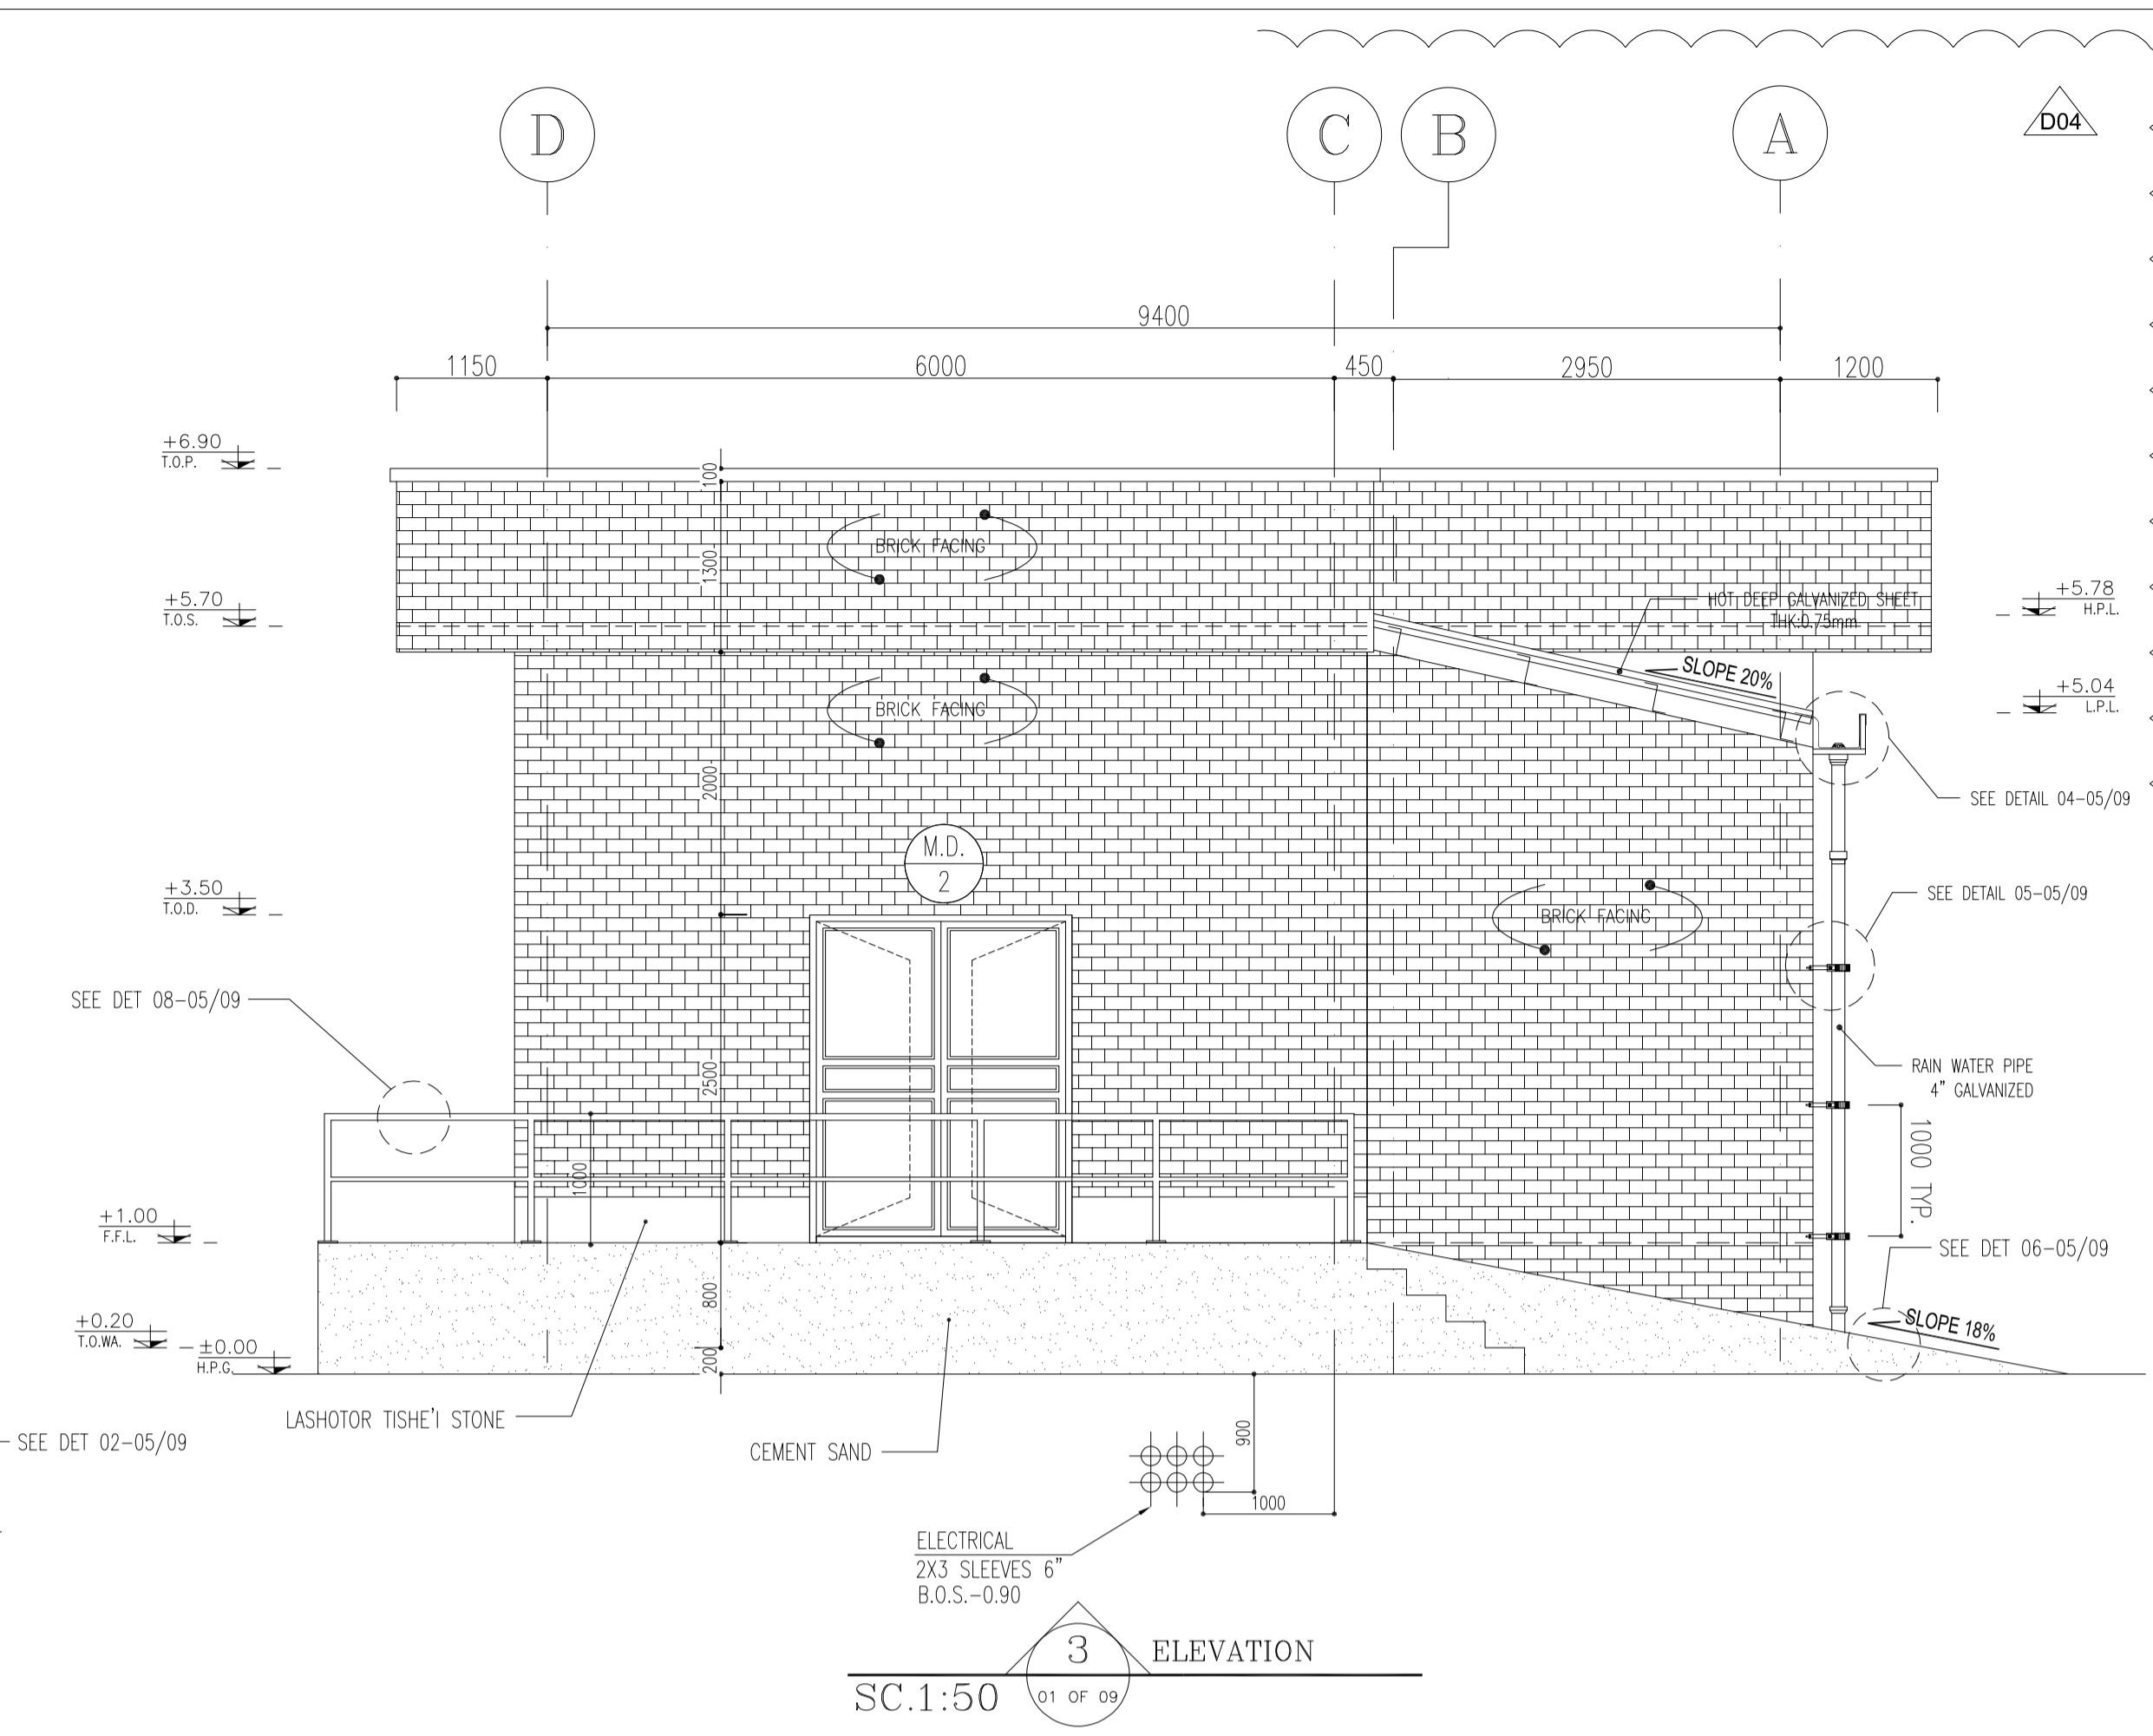 D
C
B
A
D04
9400
1150
6000
450
2950
1200
+6.90
T.O.P.
100
BRICK FACING
1300
+5.70
T.O.S.
HOT DEEP GALVANIZED SHEET
THK:0.75mm
+5.78
H.P.L.
SLOPE 20%
+5.04
L.P.L.
BRICK FACING
2000
SEE DETAIL 04-05/09
M.D.
2
+3.50
T.O.D.
SEE DETAIL 05-05/09
BRICK FACING
SEE DET 08-05/09
2500
RAIN WATER PIPE
4" GALVANIZED
1000
1000 TYP.
+1.00
F.F.L.
SEE DET 06-05/09
800
+0.20
T.O.WA.
±0.00
H.P.G.
SLOPE 18%
200
LASHOTOR TISHE'I STONE
SEE DET 02-05/09
CEMENT SAND
900
1000
ELECTRICAL
2X3 SLEEVES 6"
B.O.S.-0.90
3
ELEVATION
SC.1:50
01 OF 09